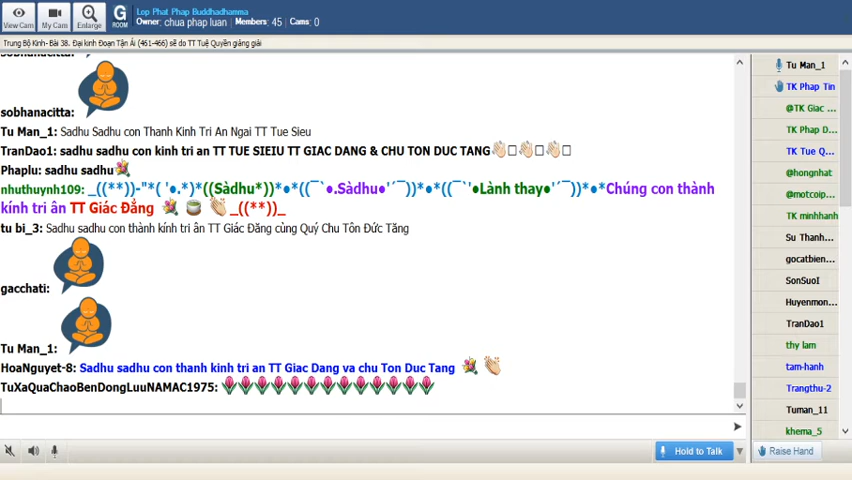 View Cam
My Cam
Enlarge
G
ROOM
Lop Phat Phap Buddhadhamma
Owner: chua phap luan / Members: 45 / Cams: 0
Trung Bộ Kinh- Bài 38. Đại kinh Đoạn Tận Ái (461-466) sẽ do TT Tuệ Quyền giảng giải
sobhanacitta:
sobhanacitta:
Tu Man_1: Sadhu Sadhu con Thanh Kinh Tri An Ngai TT Tue Sieu
TranDao1: sadhu sadhu con kinh tri an TT TUE SIEIU TT GIAC DANG & CHU TON DUC TANG
Phaplu: sadhu sadhu
nhuthuynh109: _((**))-"*( '●.*)*((Sàdhu*))*●*((¯`●.Sàdhu●'´¯))*●*((¯`'●Lành thay●'´¯))*●*Chúng con thành
kính tri ân TT Giác Đẳng _((**))_
tu bi_3: Sadhu sadhu con thành kính tri ân TT Giác Đăng cùng Quý Chu Tôn Đức Tăng
gacchati:
Tu Man_1:
HoaNguyet-8: Sadhu sadhu con thanh kinh tri an TT Giac Dang va chu Ton Duc Tang
TuXaQuaChaoBenDongLuuNAMAC1975:
Hold to Talk
Tu Man_1
TK Phap Tin
@TK Giac ...
TK Phap D...
TK Tue Q...
@hongnhat
@motcoip...
TK minhhanh
Su Thanh...
gocatbien...
SonSuoI
Huyenmon...
TranDao1
thy lam
tam-hanh
Trangthu-2
Tuman_11
khema_5
Raise Hand